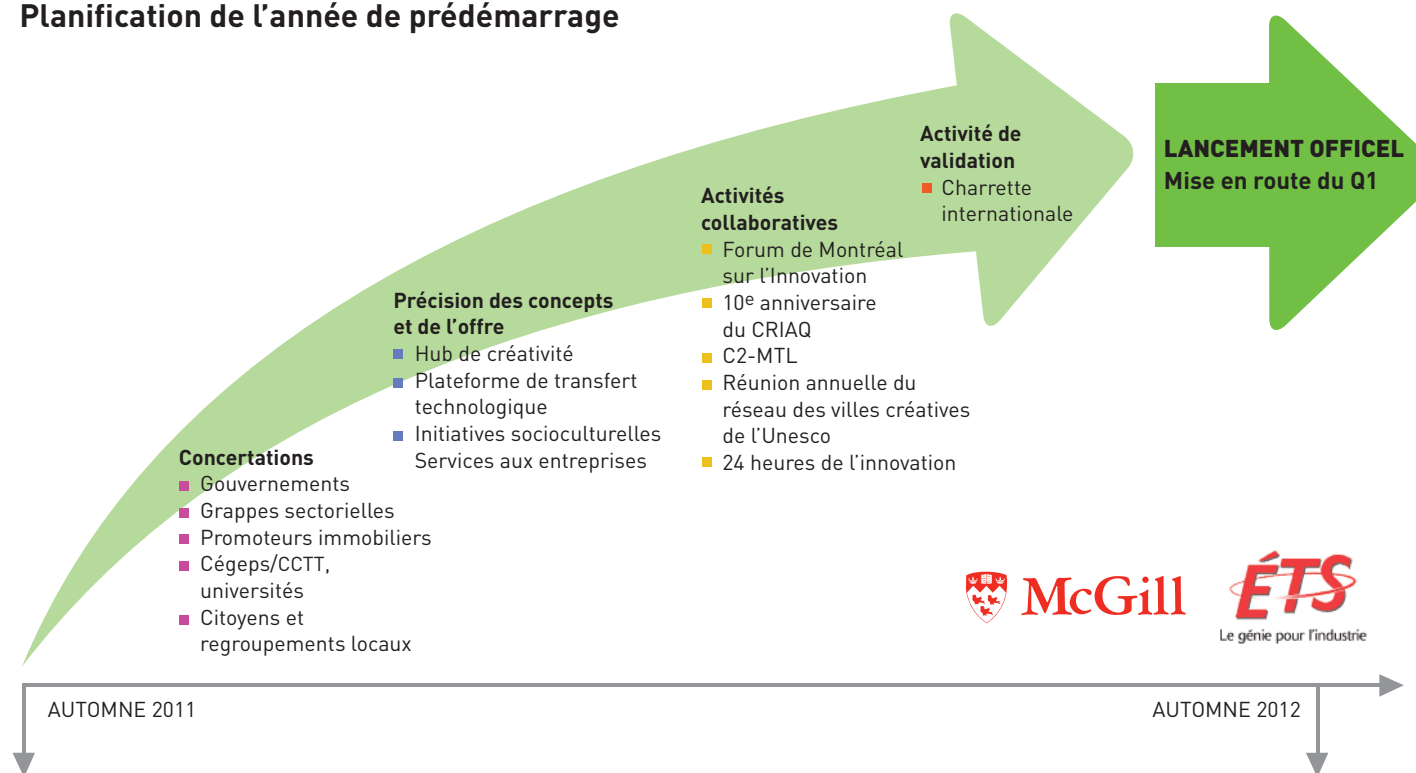 Planification de l’année de prédémarrage
Concertations
Gouvernements
Grappes sectorielles
Promoteurs immobiliers
Cégeps/CCTT,
universités
Citoyens et
regroupements locaux
Précision des concepts
et de l’offre
Hub de créativité
Plateforme de transfert
technologique
Initiatives socioculturelles
Services aux entreprises
Activités
collaboratives
Forum de Montréal
sur l’Innovation
10e anniversaire
du CRIAQ
C2-MTL
Réunion annuelle du
réseau des villes créatives
de l’Unesco
24 heures de l’innovation
Activité de
validation
Charrette
internationale
LANCEMENT OFFICEL
Mise en route du Q1
McGill
ÉTS
Le génie pour l’industrie
AUTOMNE 2011
AUTOMNE 2012